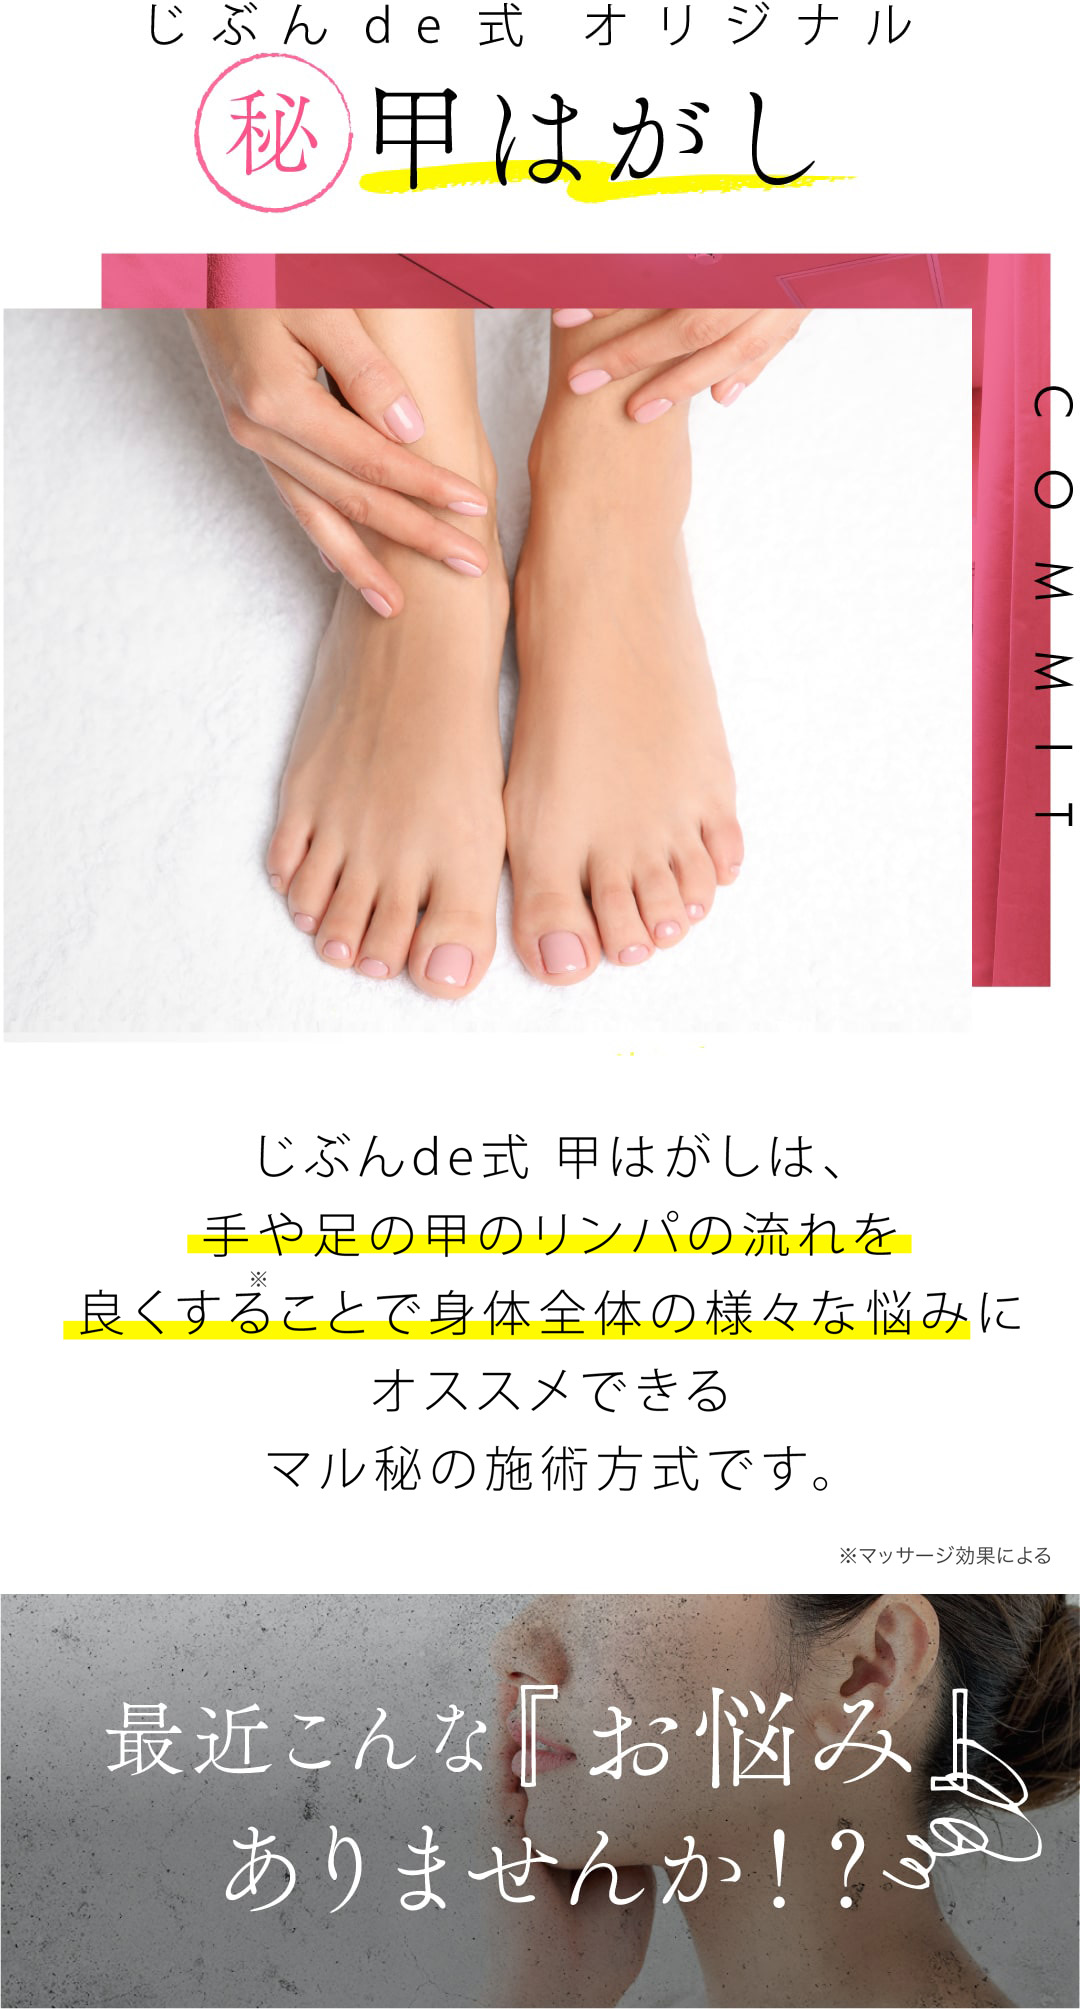 じぶんde式 オリジナル
㊙ 甲はがし
COMMIT
じぶんde式 甲はがしは、
手や足の甲のリンパの流れを
良くする※ことで身体全体の様々な悩みに
オススメできる
マル秘の施術方式です。
※マッサージ効果による
最近こんな『お悩み』
ありませんか!?